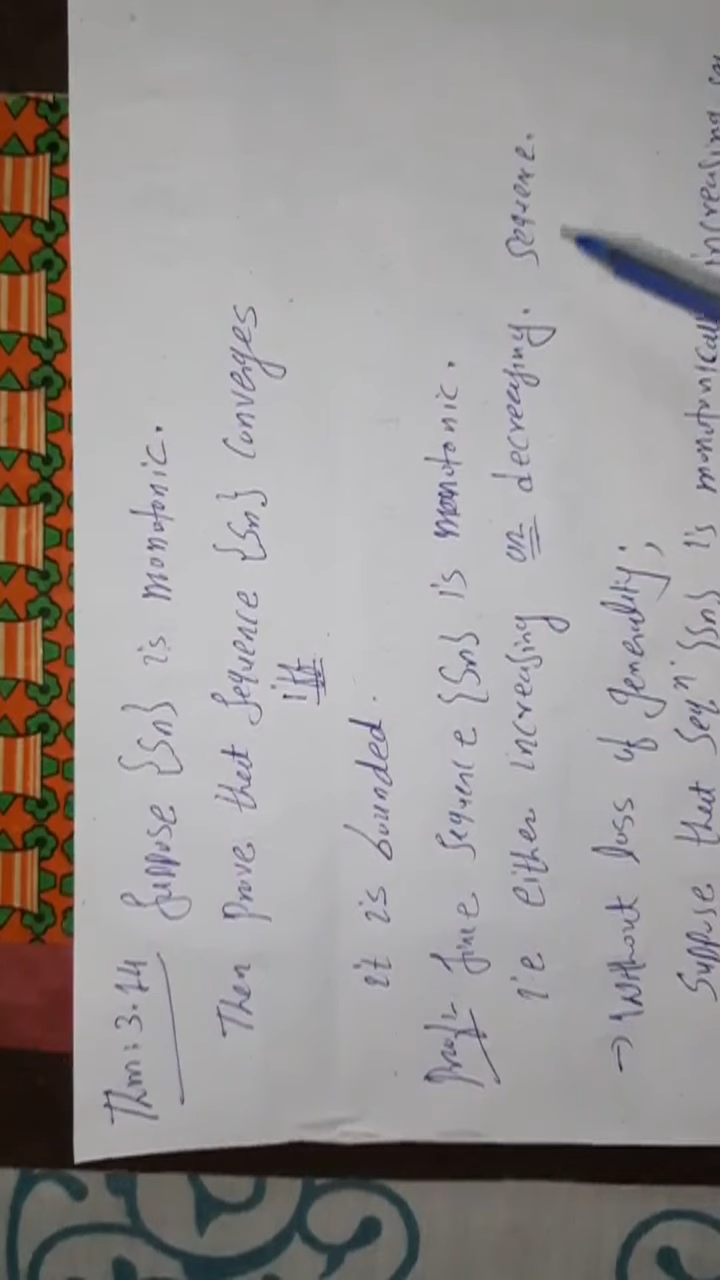 Thm: 3.14 Suppose {Sn} is monotonic.
Then prove that sequence {Sn} converges
iff
it is bounded.
Proof:- Since sequence {Sn} is monotonic.
i.e either increasing or decreasing. sequence.
→ without loss of generality;
Suppose that seqn {Sn} is monotonically increasing